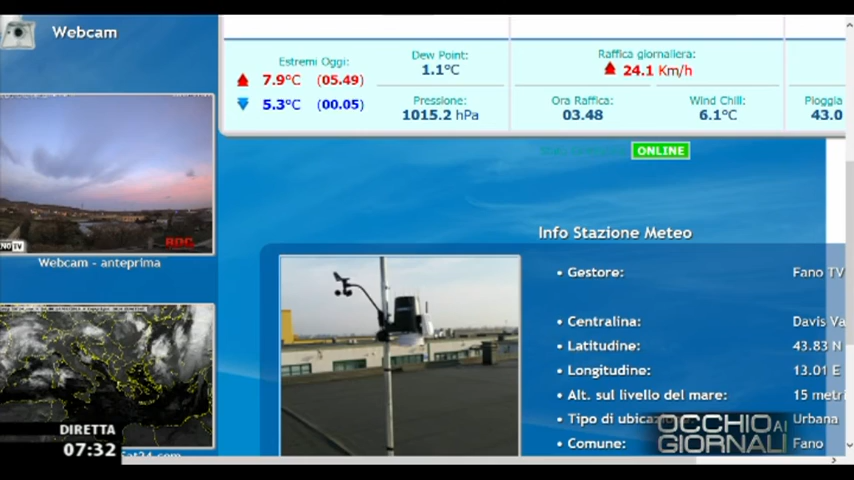 Webcam
Estremi Oggi:
7.9°C (05.49)
5.3°C (00.05)
Dew Point:
1.1°C
Pressione:
1015.2 hPa
Raffica giornaliera:
24.1 Km/h
Ora Raffica:
03.48
Wind Chill:
6.1°C
Pioggia
43.0
ONLINE
NO TV
Webcam - anteprima
Info Stazione Meteo
• Gestore: Fano TV
• Centralina: Davis Va
• Latitudine: 43.83 N
• Longitudine: 13.01 E
• Alt. sul livello del mare: 15 metri
• Tipo di ubicazione: Urbana
• Comune: Fano
OCCHIO AI
GIORNALI
DIRETTA
07:32